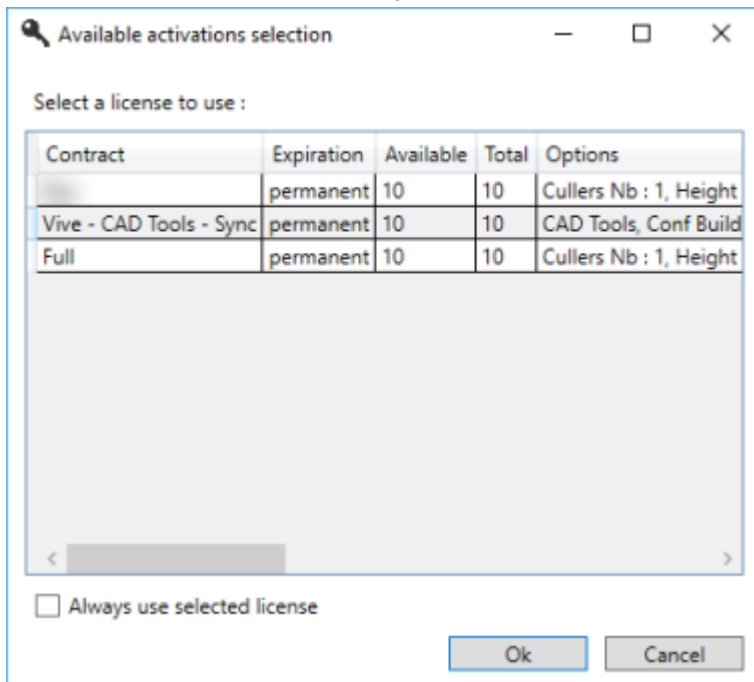 Available activations selection
Select a license to use :
Contract Expiration Available Total Options
permanent 10 10 Cullers Nb : 1, Height
Vive - CAD Tools - Sync permanent 10 10 CAD Tools, Conf Build
Full permanent 10 10 Cullers Nb : 1, Height
Always use selected license
Ok Cancel